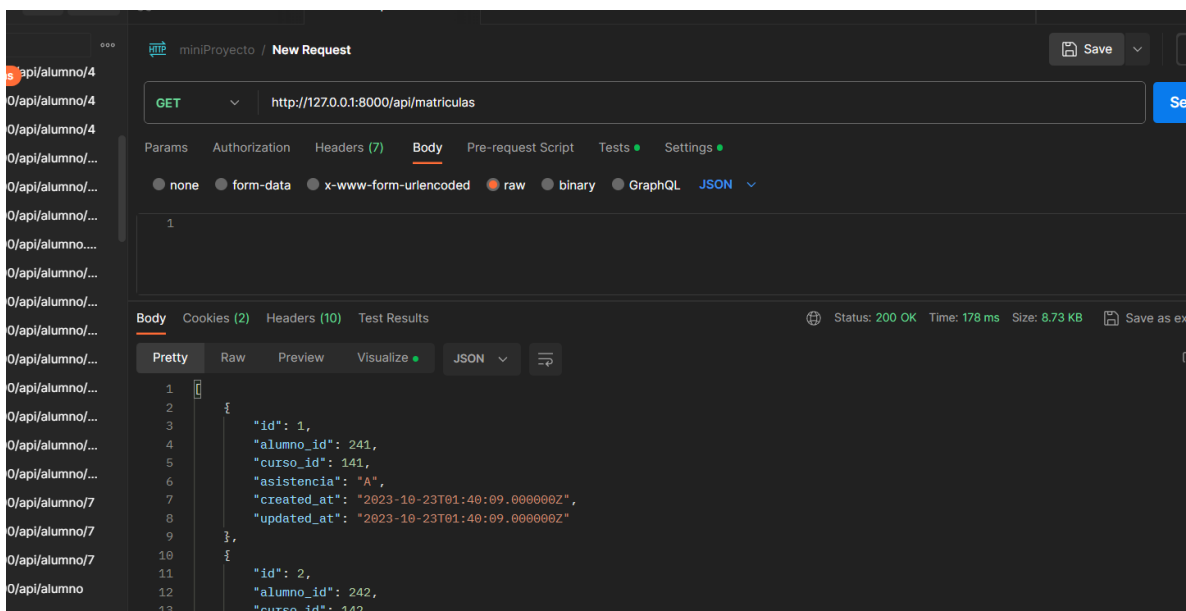 HTTP miniProyecto / New Request
Save
0/api/alumno/4
0/api/alumno/4
0/api/alumno/...
0/api/alumno/...
0/api/alumno/...
0/api/alumno....
0/api/alumno/...
0/api/alumno/...
0/api/alumno/...
0/api/alumno/...
0/api/alumno/...
0/api/alumno/...
0/api/alumno/...
0/api/alumno/...
0/api/alumno/7
0/api/alumno/7
0/api/alumno/7
0/api/alumno
GET http://127.0.0.1:8000/api/matriculas
Params Authorization Headers (7) Body Pre-request Script Tests Settings
none form-data x-www-form-urlencoded raw binary GraphQL JSON
1
Body Cookies (2) Headers (10) Test Results Status: 200 OK Time: 178 ms Size: 8.73 KB Save as
Pretty Raw Preview Visualize JSON
1 [
2 {
3 "id": 1,
4 "alumno_id": 241,
5 "curso_id": 141,
6 "asistencia": "A",
7 "created_at": "2023-10-23T01:40:09.000000Z",
8 "updated_at": "2023-10-23T01:40:09.000000Z"
9 },
10 {
11 "id": 2,
12 "alumno_id": 242,
13 "curso_id": 142